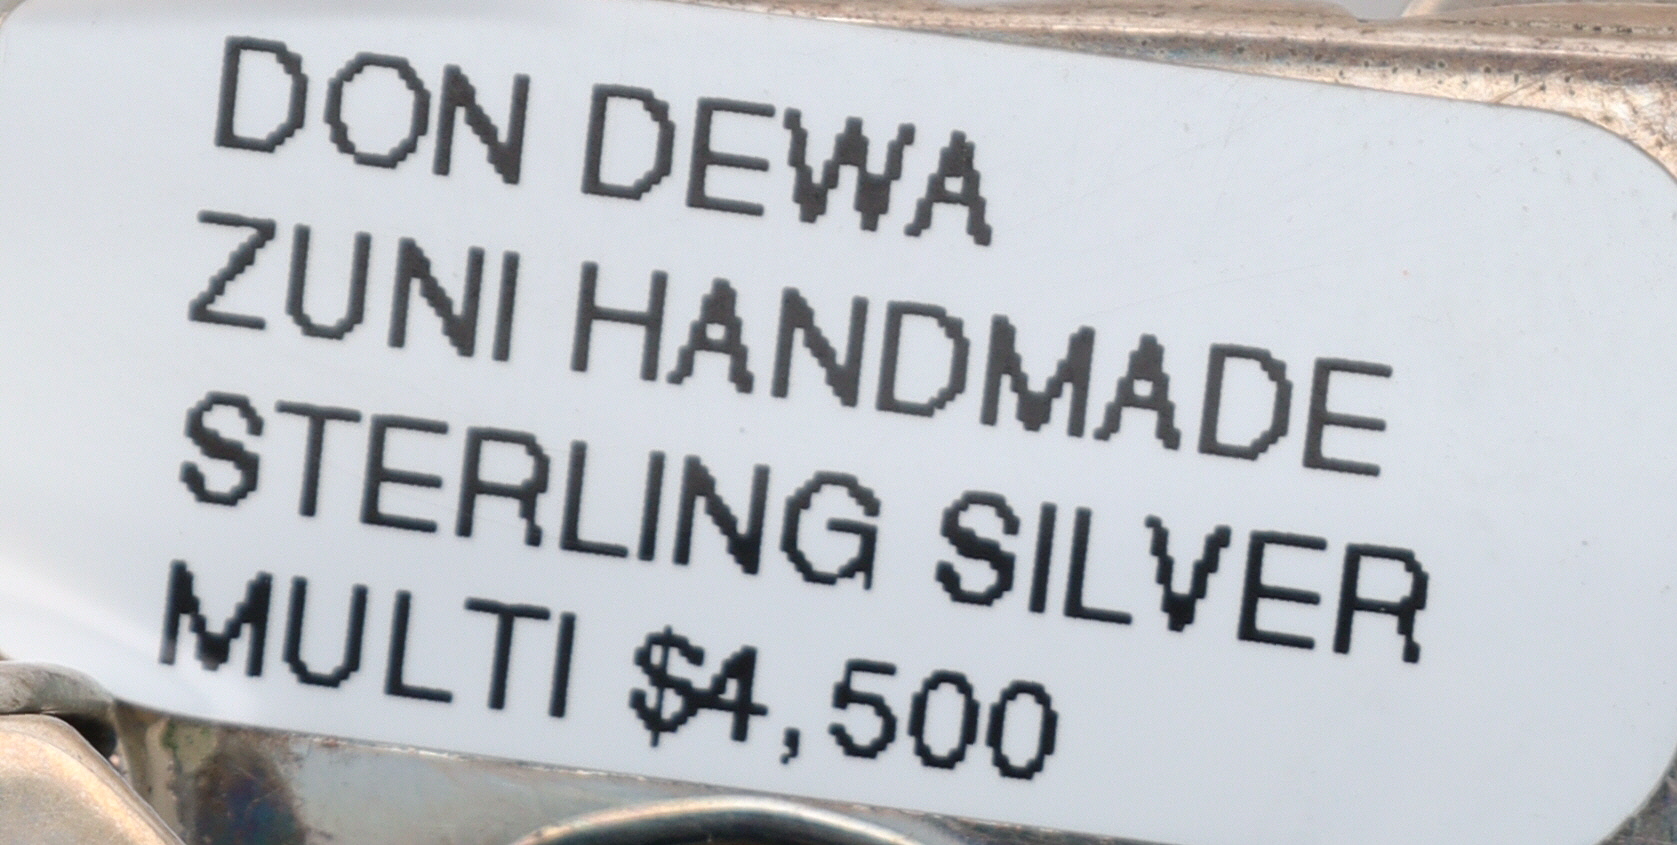 DON DEWA
ZUNI HANDMADE
STERLING SILVER
MULTI $4,500